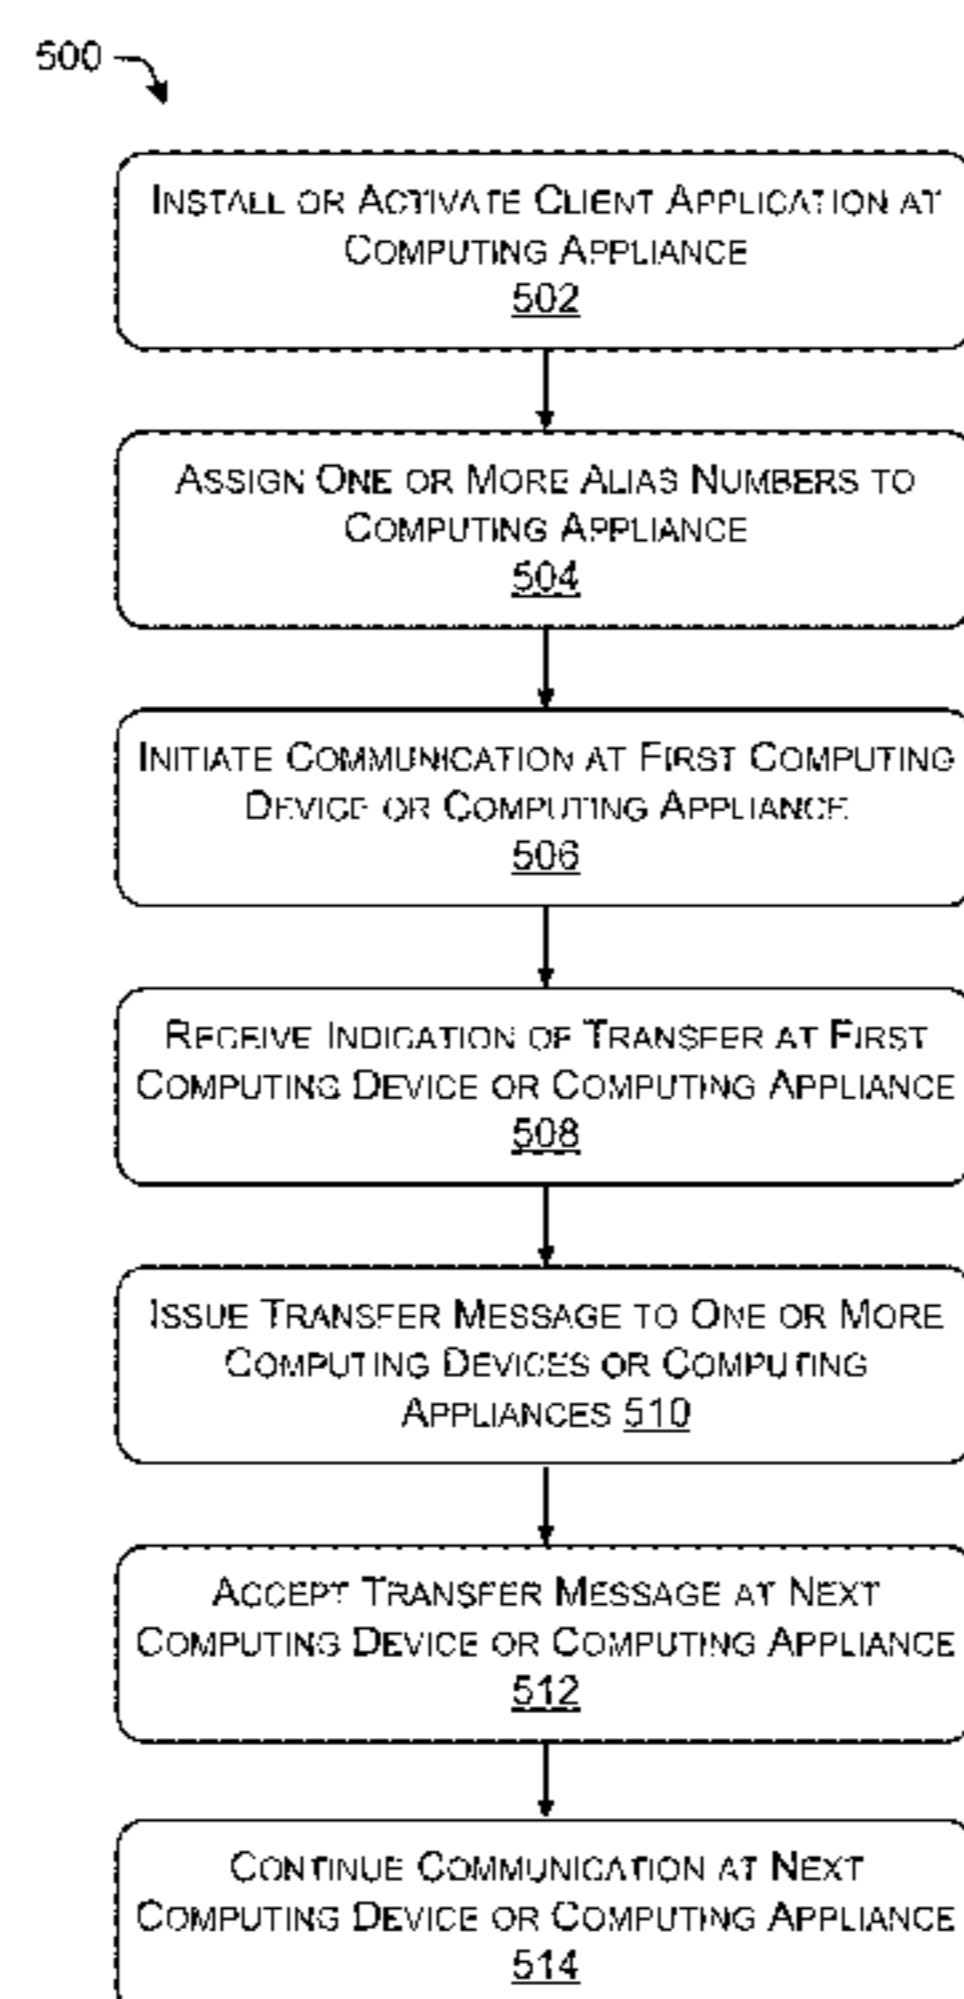 500
INSTALL OR ACTIVATE CLIENT APPLICATION AT
COMPUTING APPLIANCE
502
ASSIGN ONE OR MORE ALIAS NUMBERS TO
COMPUTING APPLIANCE
504
INITIATE COMMUNICATION AT FIRST COMPUTING
DEVICE OR COMPUTING APPLIANCE
506
RECEIVE INDICATION OF TRANSFER AT FIRST
COMPUTING DEVICE OR COMPUTING APPLIANCE
508
ISSUE TRANSFER MESSAGE TO ONE OR MORE
COMPUTING DEVICES OR COMPUTING
APPLIANCES 510
ACCEPT TRANSFER MESSAGE AT NEXT
COMPUTING DEVICE OR COMPUTING APPLIANCE
512
CONTINUE COMMUNICATION AT NEXT
COMPUTING DEVICE OR COMPUTING APPLIANCE
514